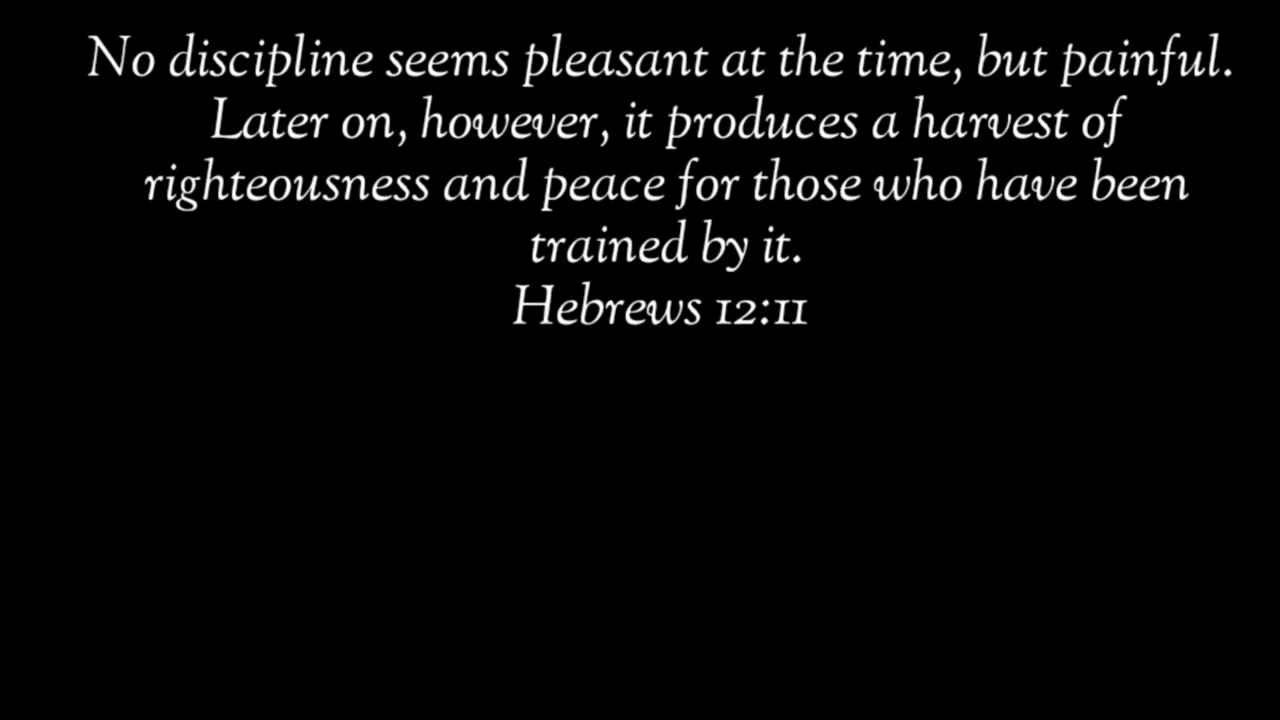 No discipline seems pleasant at the time, but painful.
Later on, however, it produces a harvest of
righteousness and peace for those who have been
trained by it.
Hebrews 12:11